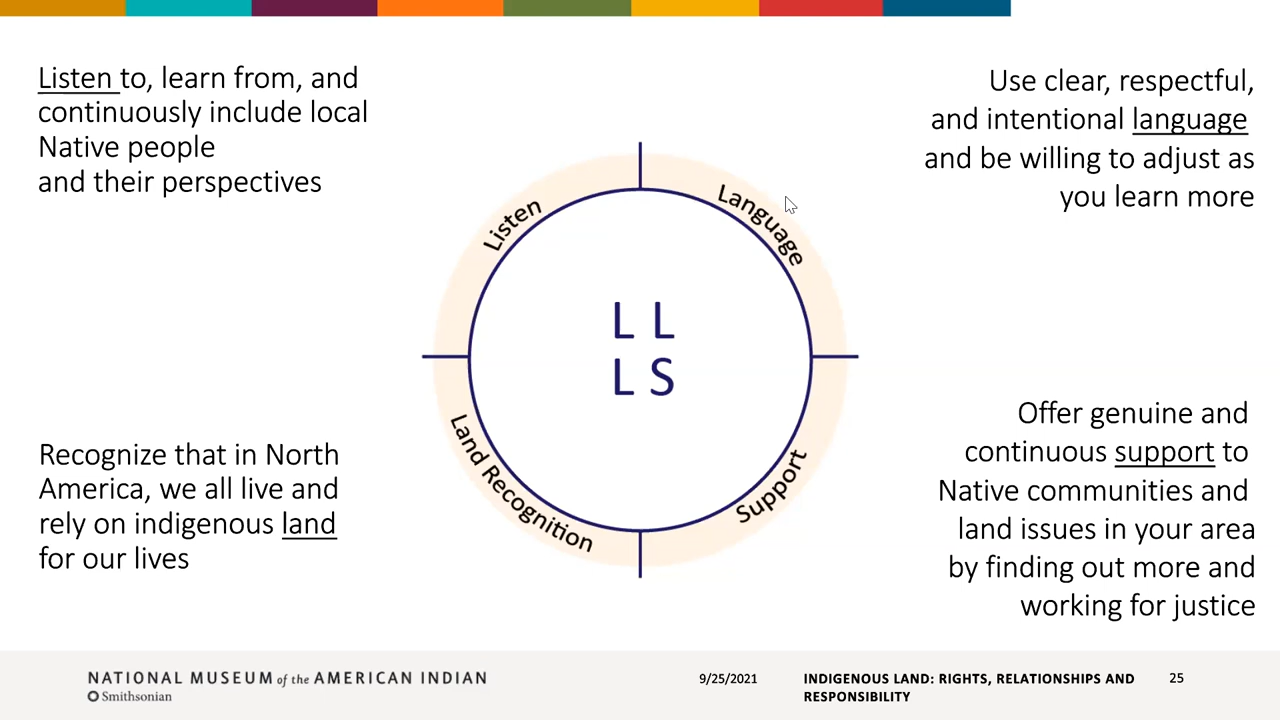 Listen to, learn from, and
continuously include local
Native people
and their perspectives
Use clear, respectful,
and intentional language
and be willing to adjust as
you learn more
Listen
Language
L L
L S
Land Recognition
Support
Recognize that in North
America, we all live and
rely on indigenous land
for our lives
Offer genuine and
continuous support to
Native communities and
land issues in your area
by finding out more and
working for justice
NATIONAL MUSEUM of the AMERICAN INDIAN
Smithsonian
9/25/2021
INDIGENOUS LAND: RIGHTS, RELATIONSHIPS AND
RESPONSIBILITY
25